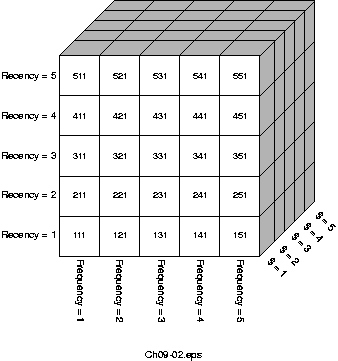 Recency = 5 511 521 531 541 551
Recency = 4 411 421 431 441 451
Recency = 3 311 321 331 341 351
Recency = 2 211 221 231 241 251
Recency = 1 111 121 131 141 151
Frequency = 1
Frequency = 2
Frequency = 3
Frequency = 4
Frequency = 5
$ = 1
$ = 2
$ = 3
$ = 4
$ = 5
Ch09-02.eps